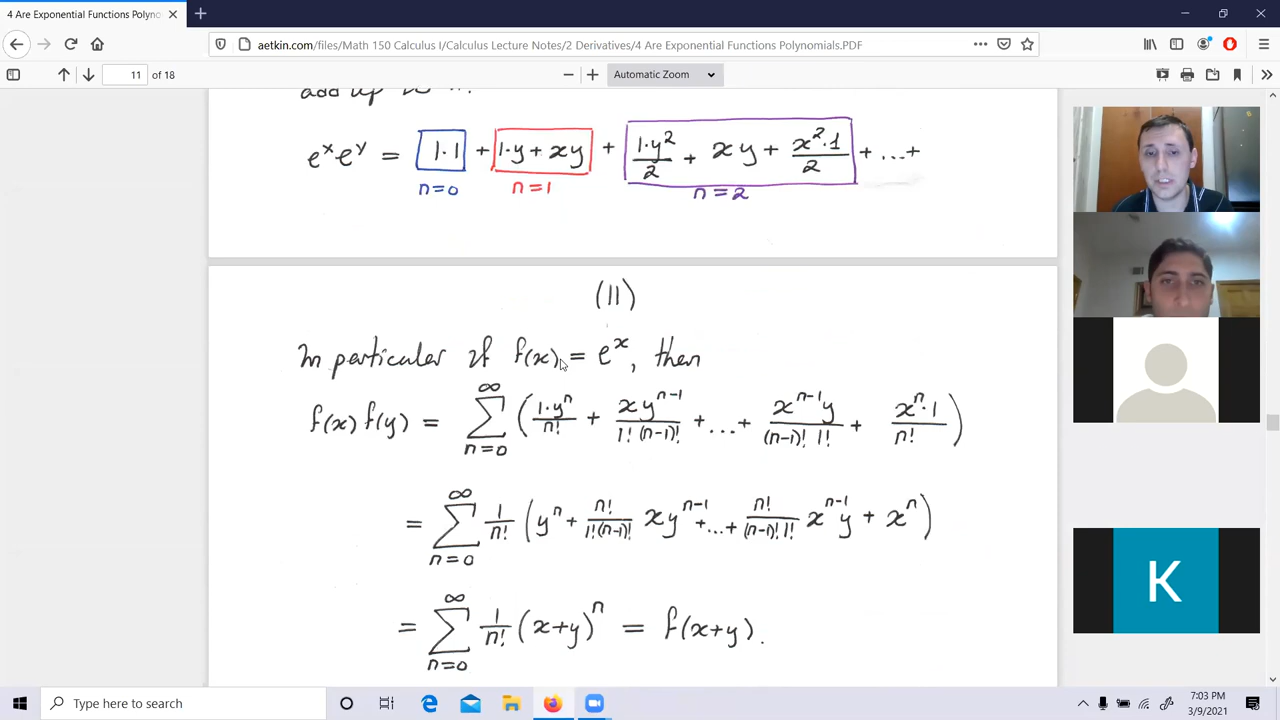 4 Are Exponential Functions Polyno
aetkin.com/files/Math 150 Calculus I/Calculus Lecture Notes/2 Derivatives/4 Are Exponential Functions Polynomials.PDF
11 of 18
Automatic Zoom
add up to n:
e^x e^y = 1·1 + 1·y + xy + 1·y^2/2 + xy + x^2·1/2 + ... +
n=0 n=1 n=2
(11)
In particular if f(x) = e^x, then
f(x) f(y) = ∑_{n=0}^∞ (1·y^n/n! + xy^{n-1}/1!(n-1)! + ... + x^{n-1}y/(n-1)! 1! + x^n·1/n!)
= ∑_{n=0}^∞ 1/n! (y^n + n!/1!(n-1)! xy^{n-1} + ... + n!/(n-1)! 1! x^{n-1}y + x^n)
= ∑_{n=0}^∞ 1/n! (x+y)^n = f(x+y).
K
Type here to search
7:03 PM
3/9/2021